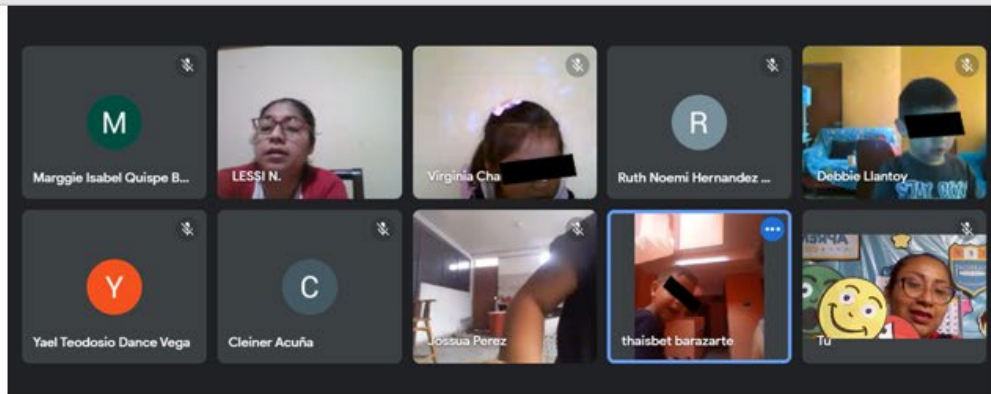 M
Marggie Isabel Quispe B...
LESSI N.
Virginia Cha
R
Ruth Noemi Hernandez ...
Debbie Llantoy
Y
Yael Teodosio Dance Vega
C
Cleiner Acuña
Jossua Perez
thaisbet barazarte
Tú